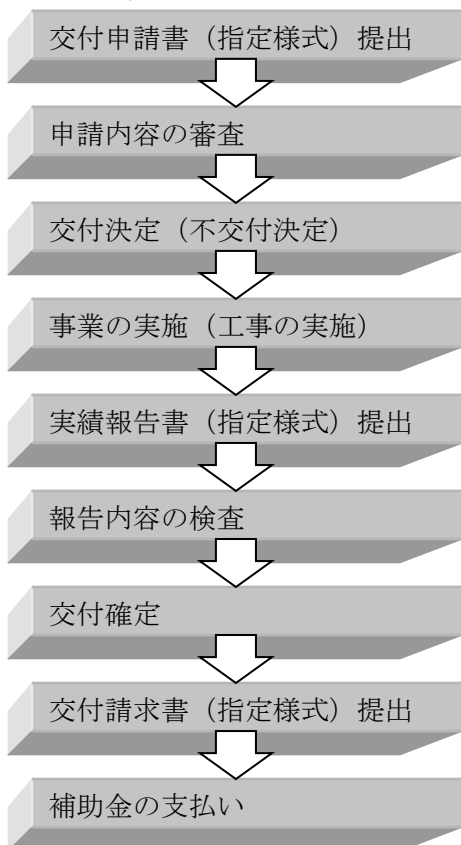 交付申請書（指定様式）提出
申請内容の審査
交付決定（不交付決定）
事業の実施（工事の実施）
実績報告書（指定様式）提出
報告内容の検査
交付確定
交付請求書（指定様式）提出
補助金の支払い